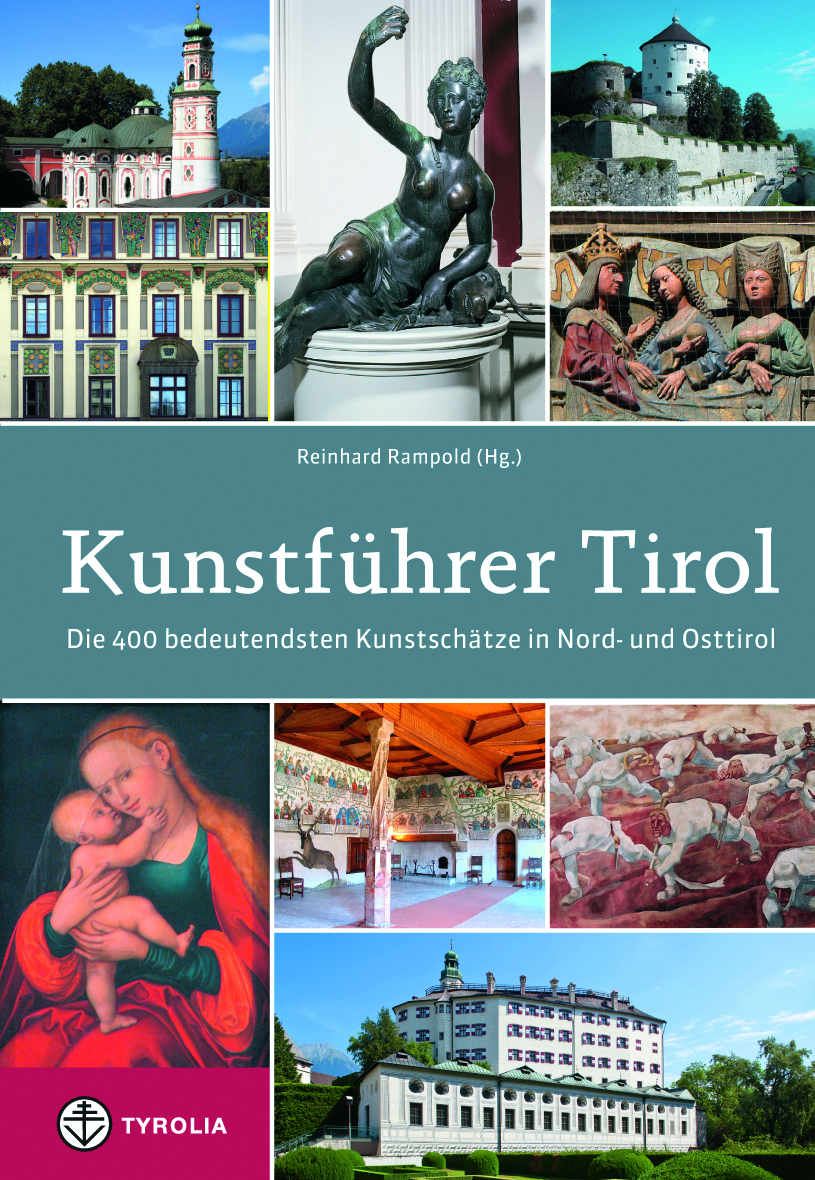 Reinhard Rampold (Hg.)
Kunstführer Tirol
Die 400 bedeutendsten Kunstschätze in Nord- und Osttirol
TYROLIA